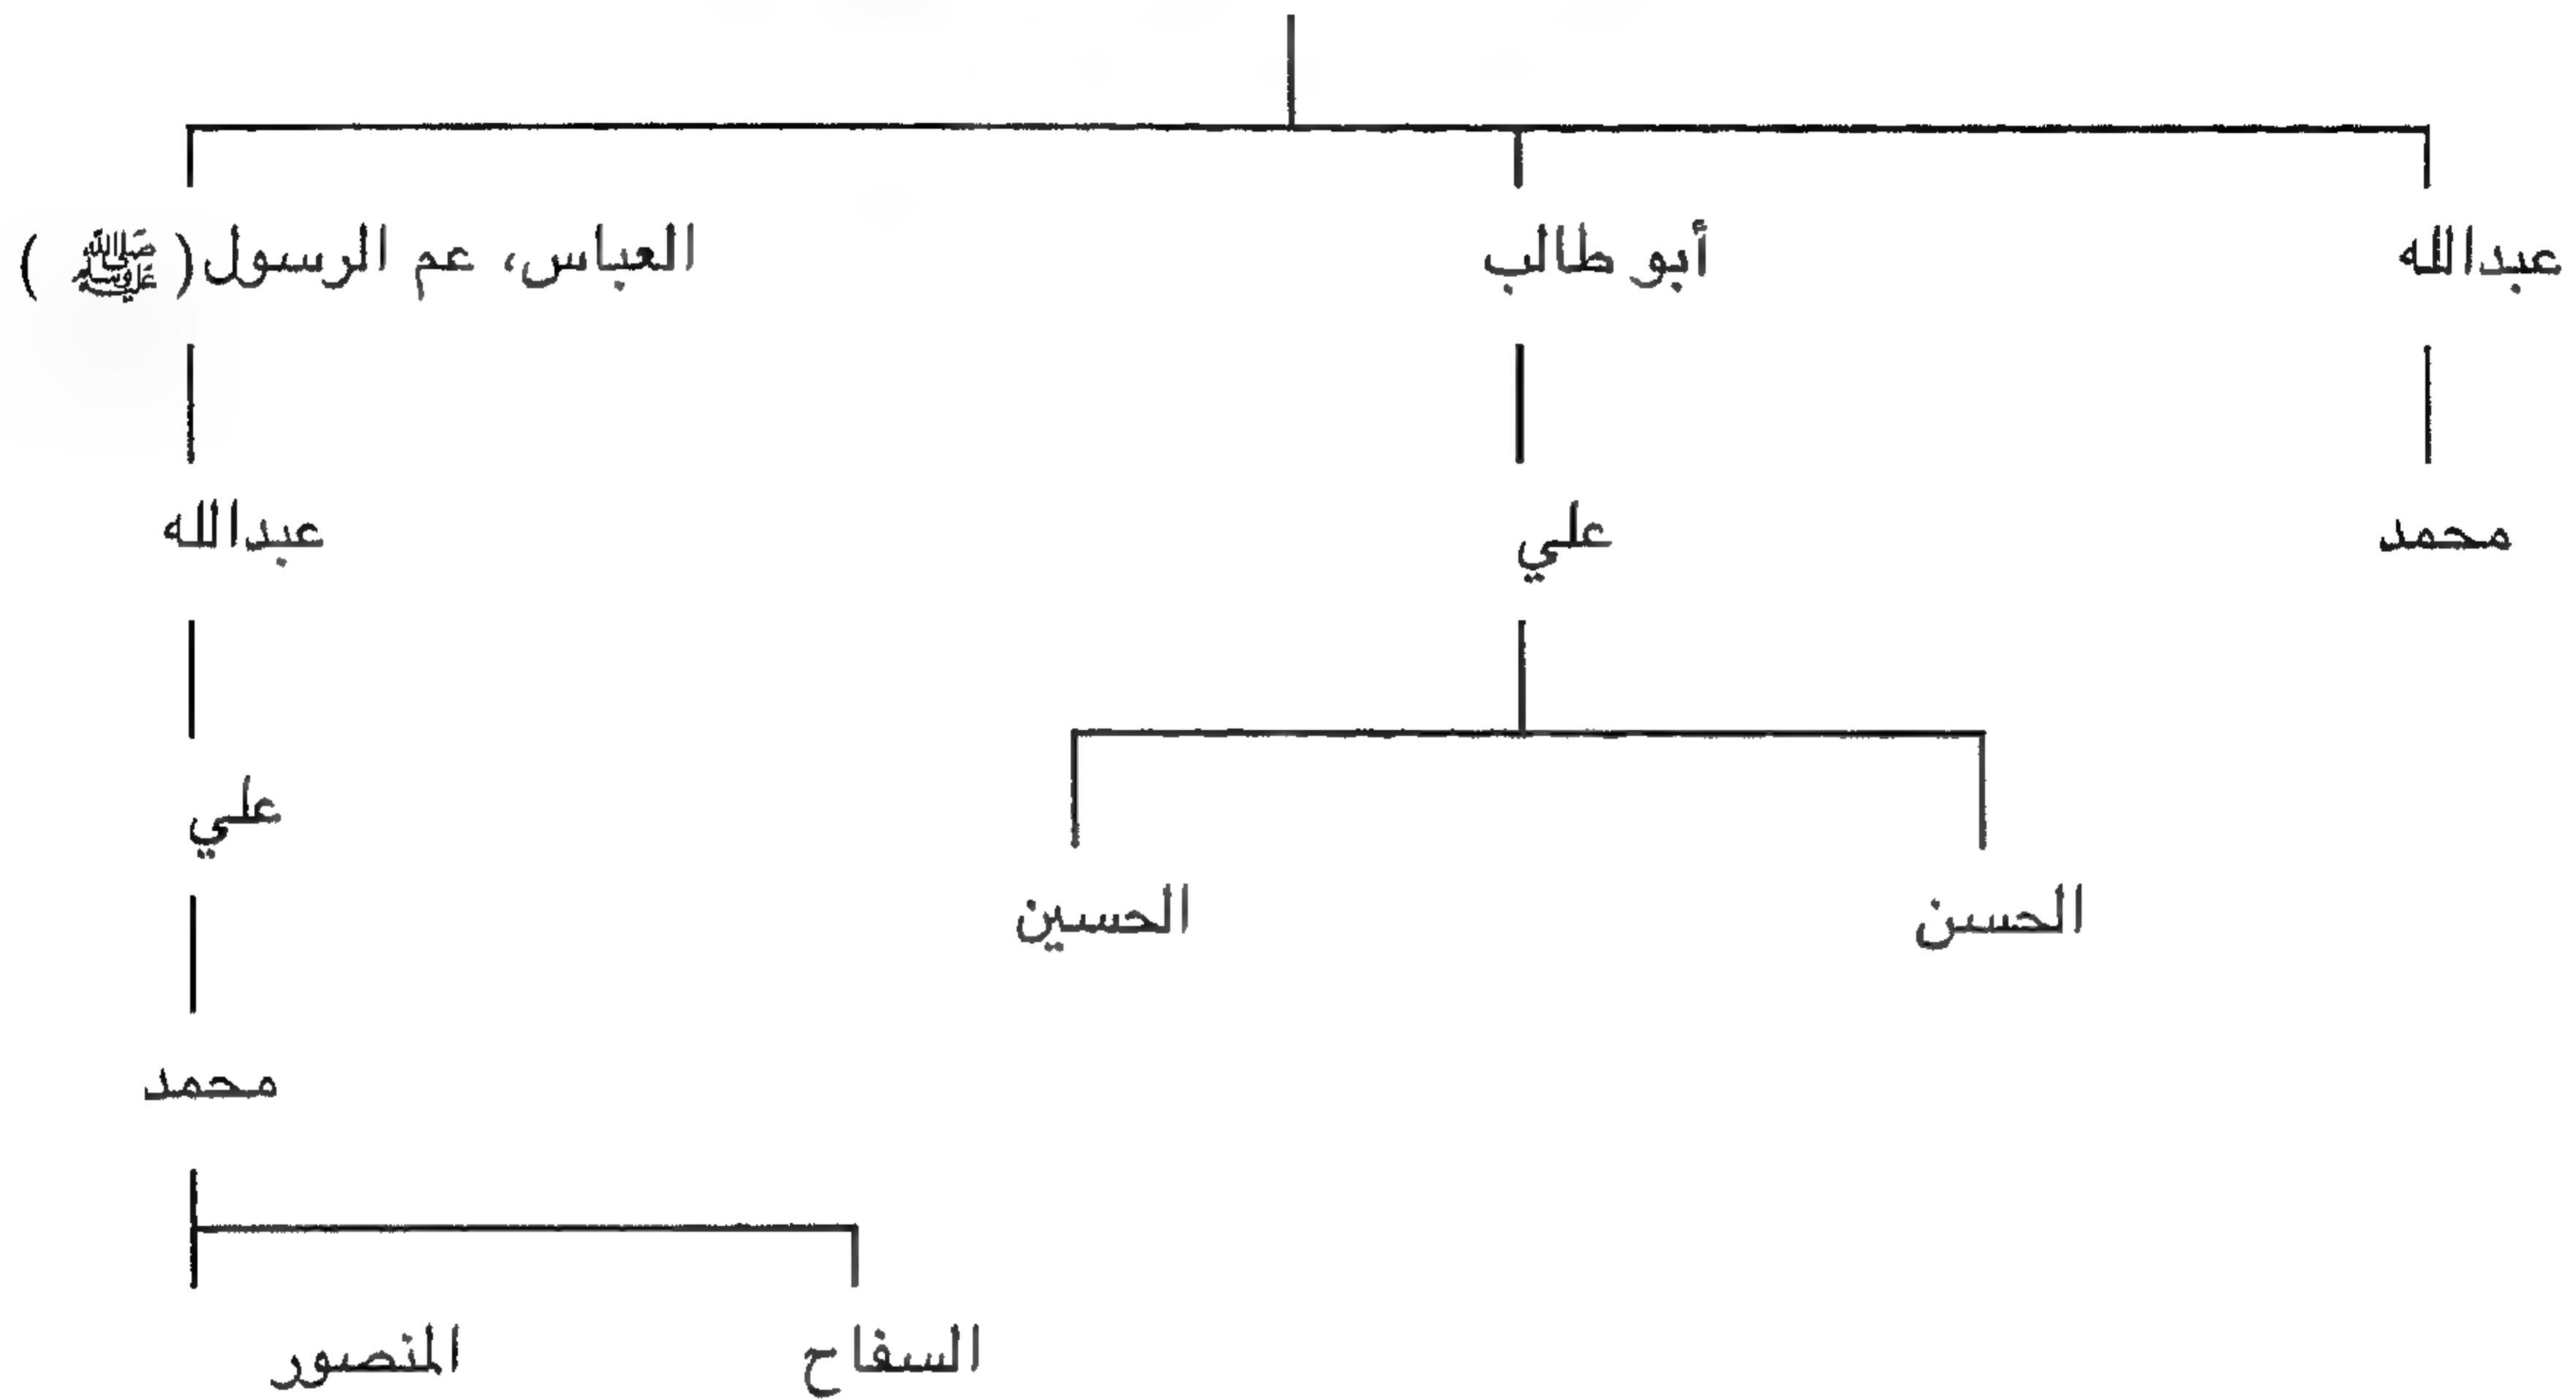 عبدالله
أبو طالب
العباس، عم الرسول (ﷺ)
محمد
علي
عبدالله
علي
الحسن
الحسين
محمد
السفاح
المنصور